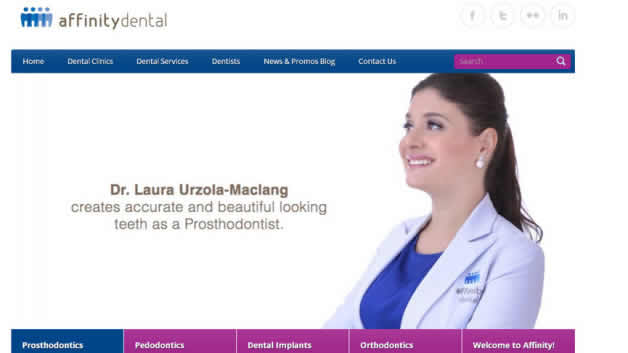 affinitydental
Home Dental Clinics Dental Services Dentists News & Promos Blog Contact Us Search
Dr. Laura Urzola-Maclang
creates accurate and beautiful looking
teeth as a Prosthodontist.
affinity
dental
Prosthodontics Pedodontics Dental Implants Orthodontics Welcome to Affinity!